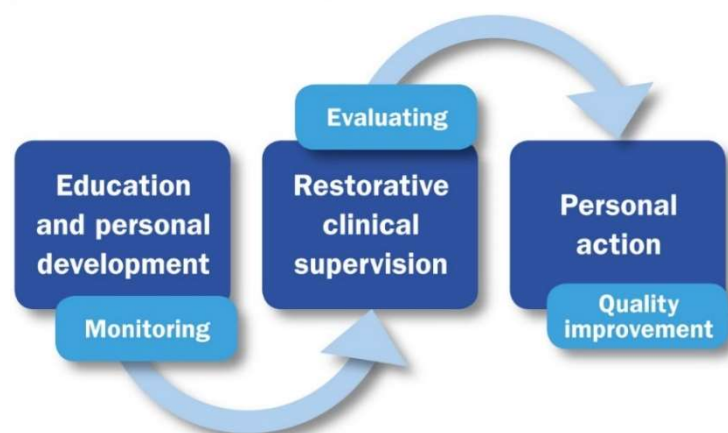 Education
and personal
development
Monitoring
Evaluating
Restorative
clinical
supervision
Personal
action
Quality
improvement